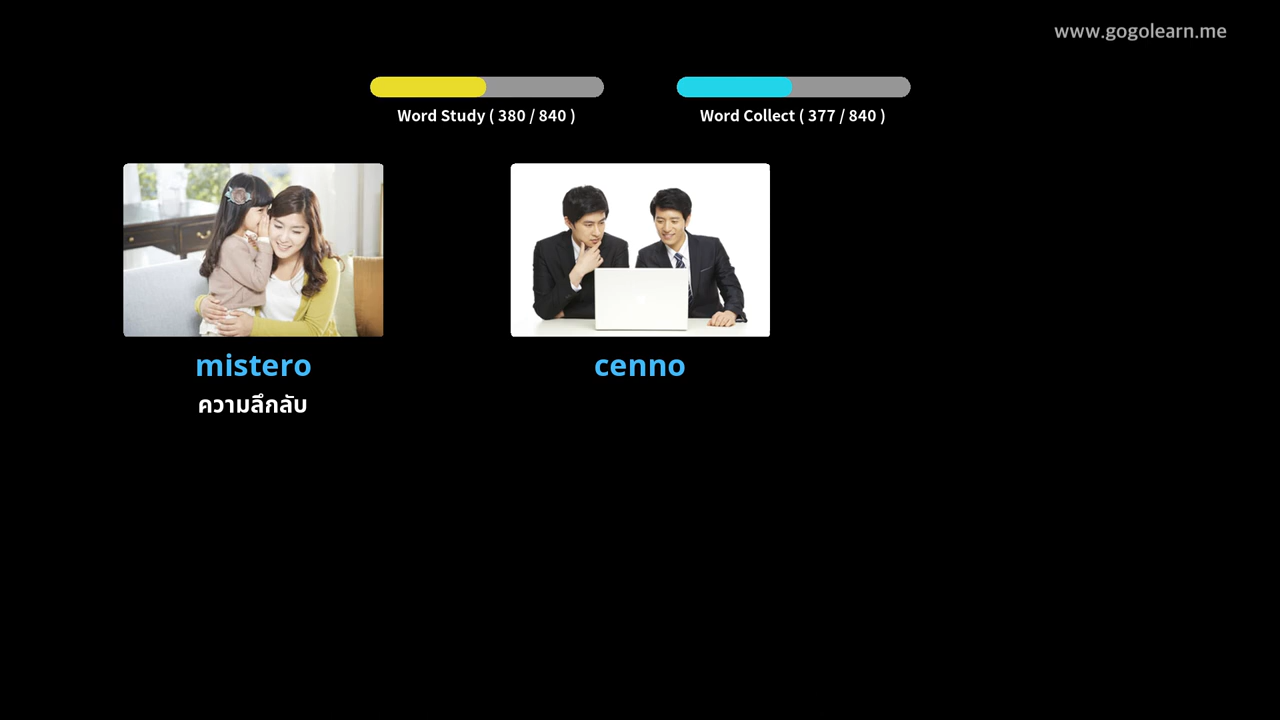 www.gogolearn.me
Word Study ( 380 / 840 )
Word Collect ( 377 / 840 )
mistero
ความลึกลับ
cenno